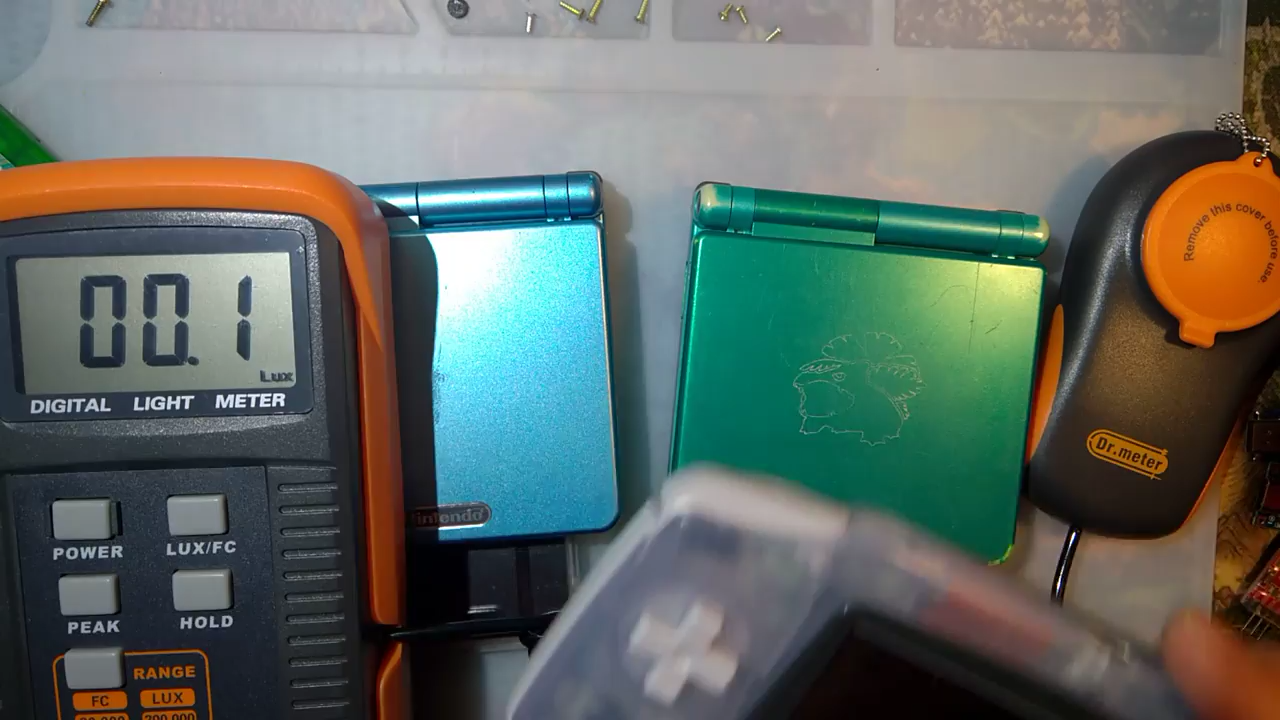 00.1
Lux
DIGITAL LIGHT METER
POWER
LUX/FC
PEAK
HOLD
RANGE
FC
LUX
Nintendo
Remove this cover before use.
Dr.meter